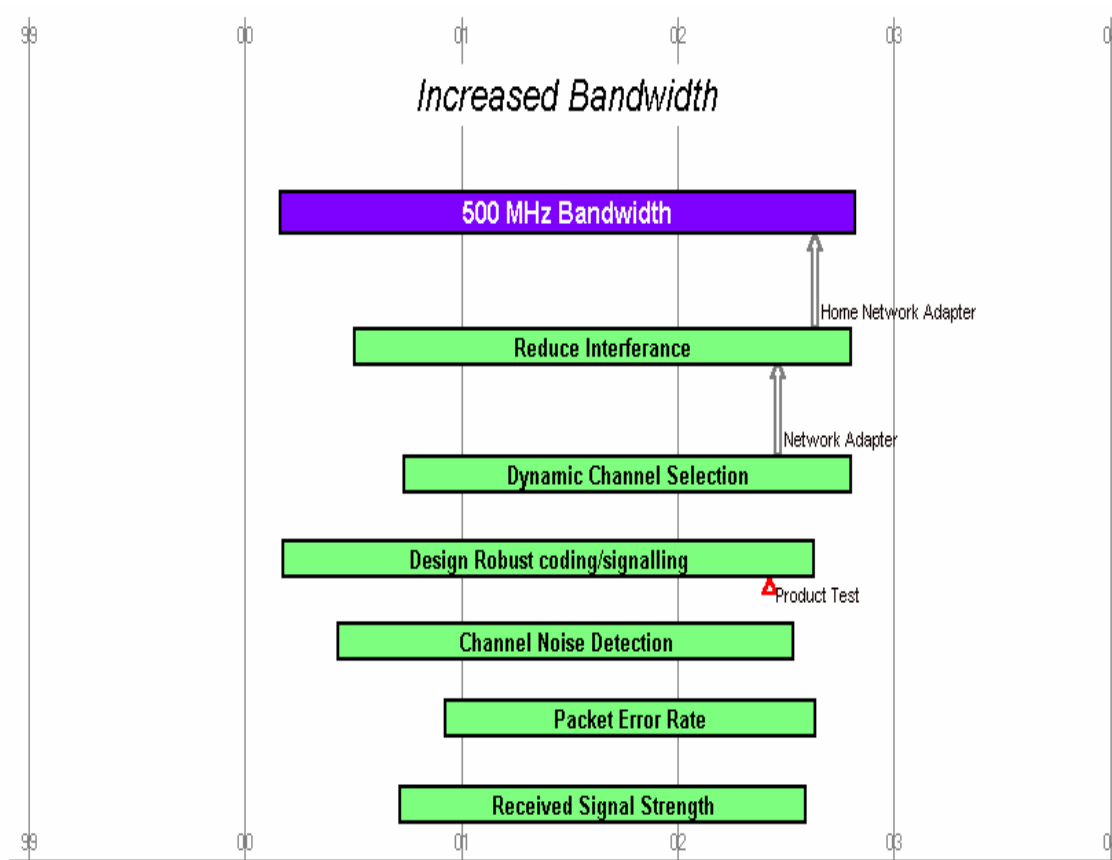 99 00 01 02 03 0
Increased Bandwidth
500 MHz Bandwidth
Home Network Adapter
Reduce Interferance
Network Adapter
Dynamic Channel Selection
Design Robust coding/signalling
Product Test
Channel Noise Detection
Packet Error Rate
Received Signal Strength
99 00 01 02 03 0